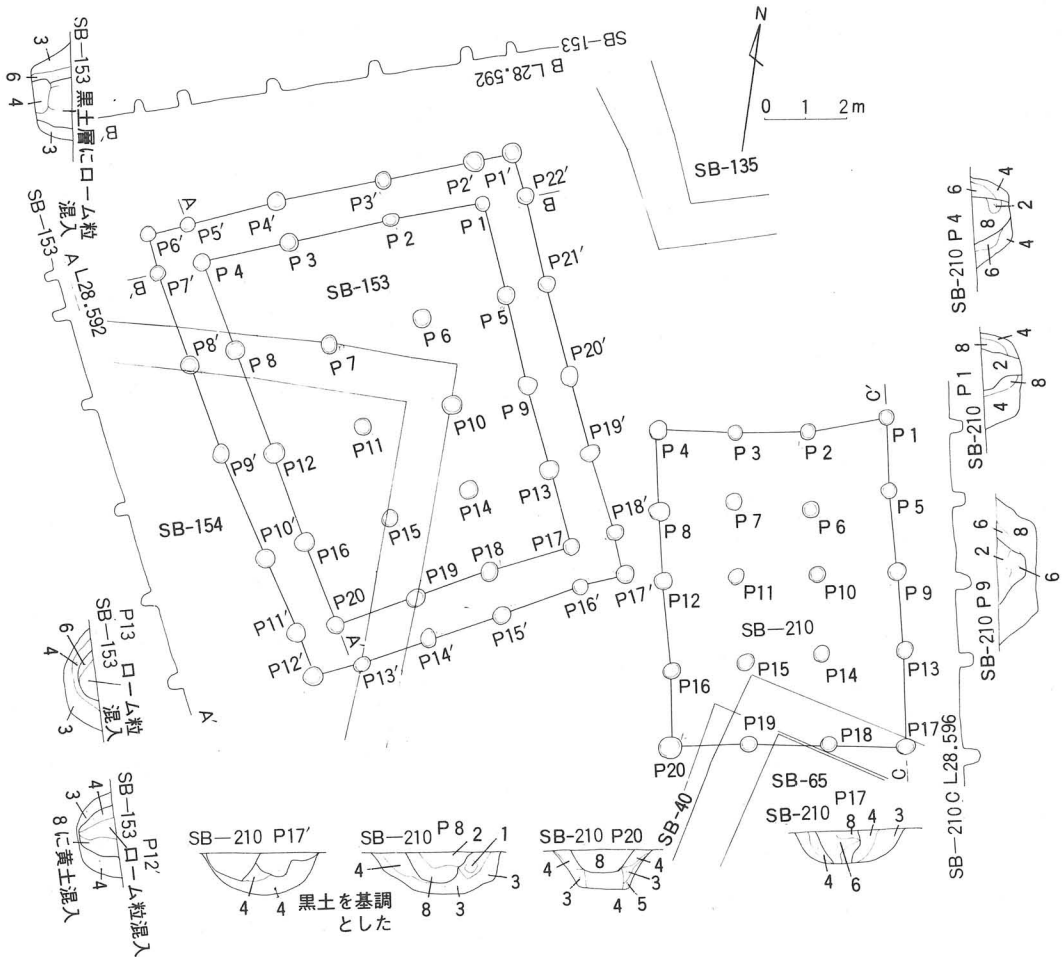 SB—153 黒土層にローム粒
混入
3
6
4
3
SB—153
A L28.592
SB—153
B L28.592
B′
N
0 1 2m
SB-135
A
B
P1′
P2′
P3′
P4′
P5′
P6′
P7′
P8′
P9′
P10′
P11′
P12′
P13′
P14′
P15′
P16′
P17′
P18′
P19′
P20′
P21′
P22′
B′
P1
P2
P3
P4
P5
P6
P7
P8
P9
P10
P11
P12
P13
P14
P15
P16
P17
P18
P19
P20
A′
SB-153
SB-154
A′
SB-210 P4
6
4
2
8
6
4
SB-210 P1
8
4
2
8
4
SB-210 P9
6
8
2
6
C′
P1
P2
P3
P4
P5
P6
P7
P8
P9
P10
P11
P12
P13
P14
P15
P16
P17
P18
P19
P20
SB—210
C
SB—210 C L28.596
SB-40
SB-65
P13 ローム粒
SB—153 混入
6
4
3
SB—153 ローム粒混入
P12′
8に黄土混入
3
4
4
SB—210 P17′
4 4
黒土を基調
とした
SB—210 P8
2 1
4
8 3
3
SB-210 P20
4 8 4
3 3
4 5
SB-210 P17
8 4 3
4 6